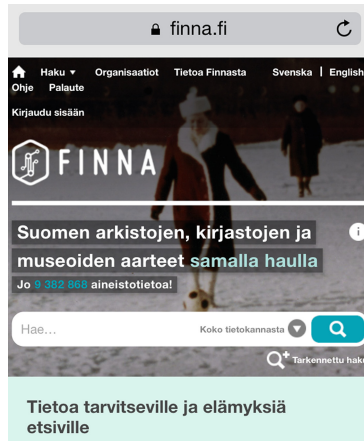 finna.fi
Haku Organisaatiot Tietoa Finnasta Svenska | English
Ohje Palaute
Kirjaudu sisään
FINNA
Suomen arkistojen, kirjastojen ja
museoiden aarteet samalla haulla
Jo 9 382 868 aineistotietoa!
Hae... Koko tietokannasta
Tarkennettu haku
Tietoa tarvitseville ja elämyksiä
etsiville